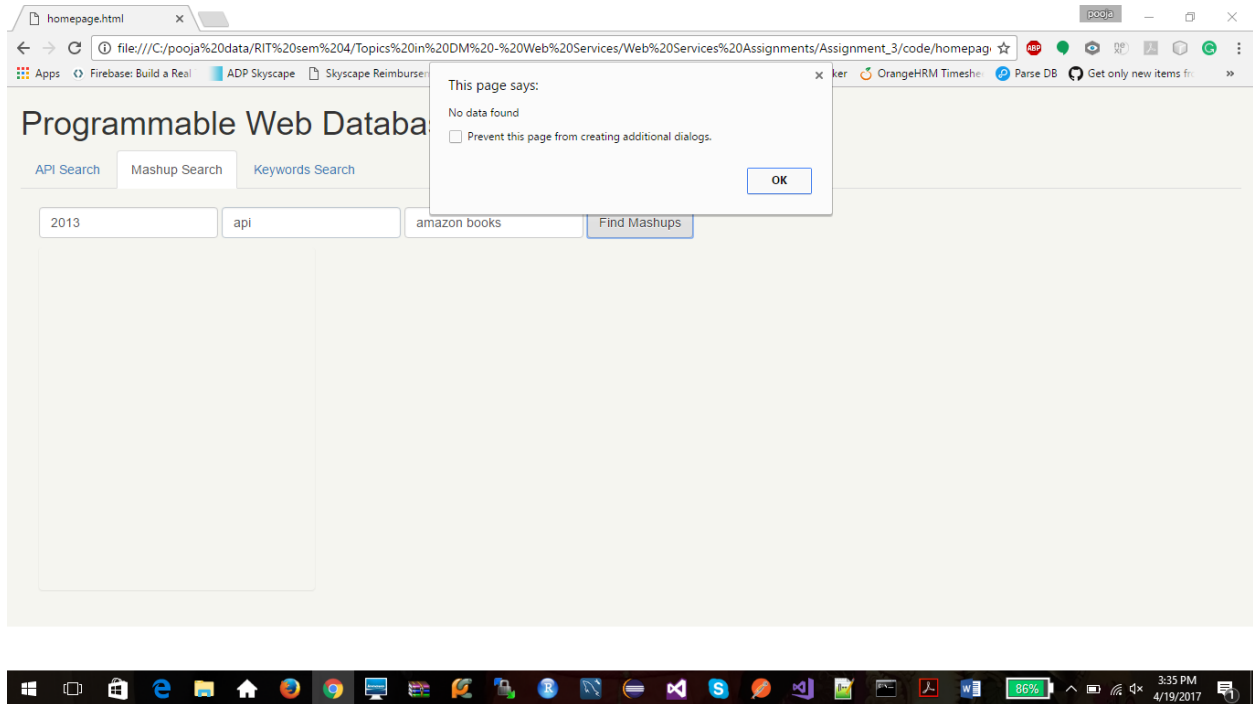 homepage.html
pooja
file:///C:/pooja%20data/RIT%20sem%204/Topics%20in%20DM%20-%20Web%20Services/Web%20Services%20Assignments/Assignment_3/code/homepag
Apps Firebase: Build a Real ADP Skyscape Skyscape Reimburser ker OrangeHRM Timeshe Parse DB Get only new items fr »
This page says:
No data found
Prevent this page from creating additional dialogs.
OK
Programmable Web Databa
API Search Mashup Search Keywords Search
2013 api amazon books Find Mashups
86%
3:35 PM
4/19/2017